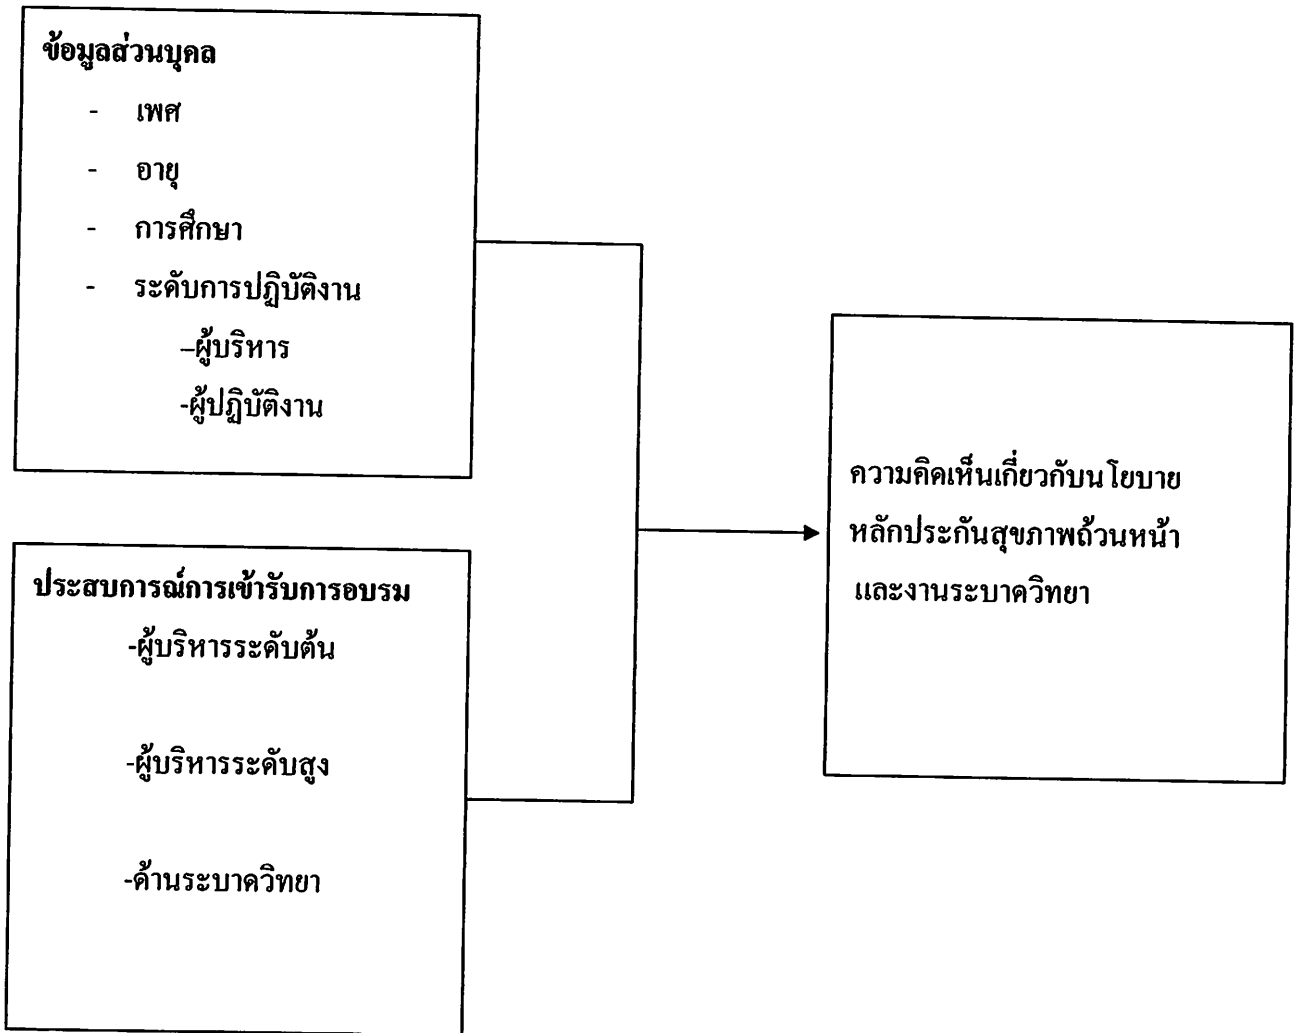 ข้อมูลส่วนบุคล
- เพศ
- อายุ
- การศึกษา
- ระดับการปฏิบัติงาน
–ผู้บริหาร
-ผู้ปฏิบัติงาน
ประสบการณ์การเข้ารับการอบรม
-ผู้บริหารระดับต้น
-ผู้บริหารระดับสูง
-ด้านระบาดวิทยา
ความคิดเห็นเกี่ยวกับนโยบาย
หลักประกันสุขภาพถ้วนหน้า
และงานระบาดวิทยา